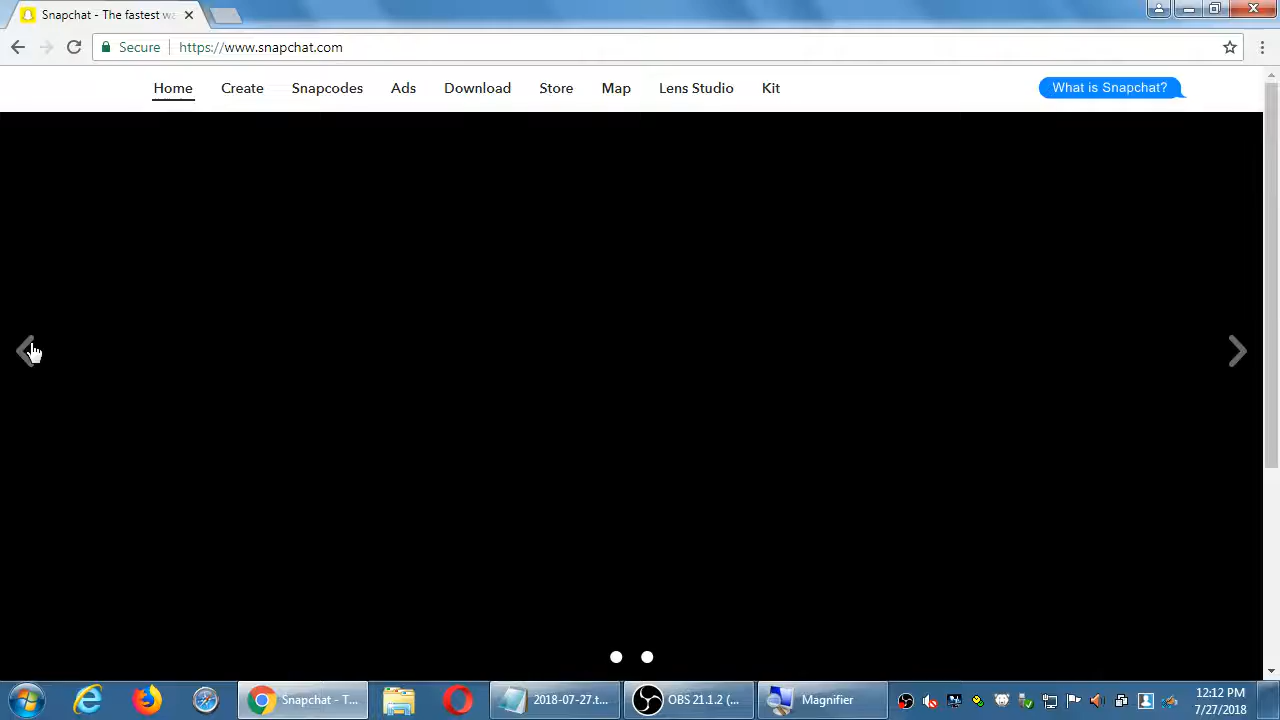 Snapchat - The fastest wa
Secure https://www.snapchat.com
Home Create Snapcodes Ads Download Store Map Lens Studio Kit What is Snapchat?
Snapchat - T... 2018-07-27.t... OBS 21.1.2 (... Magnifier 12:12 PM
7/27/2018